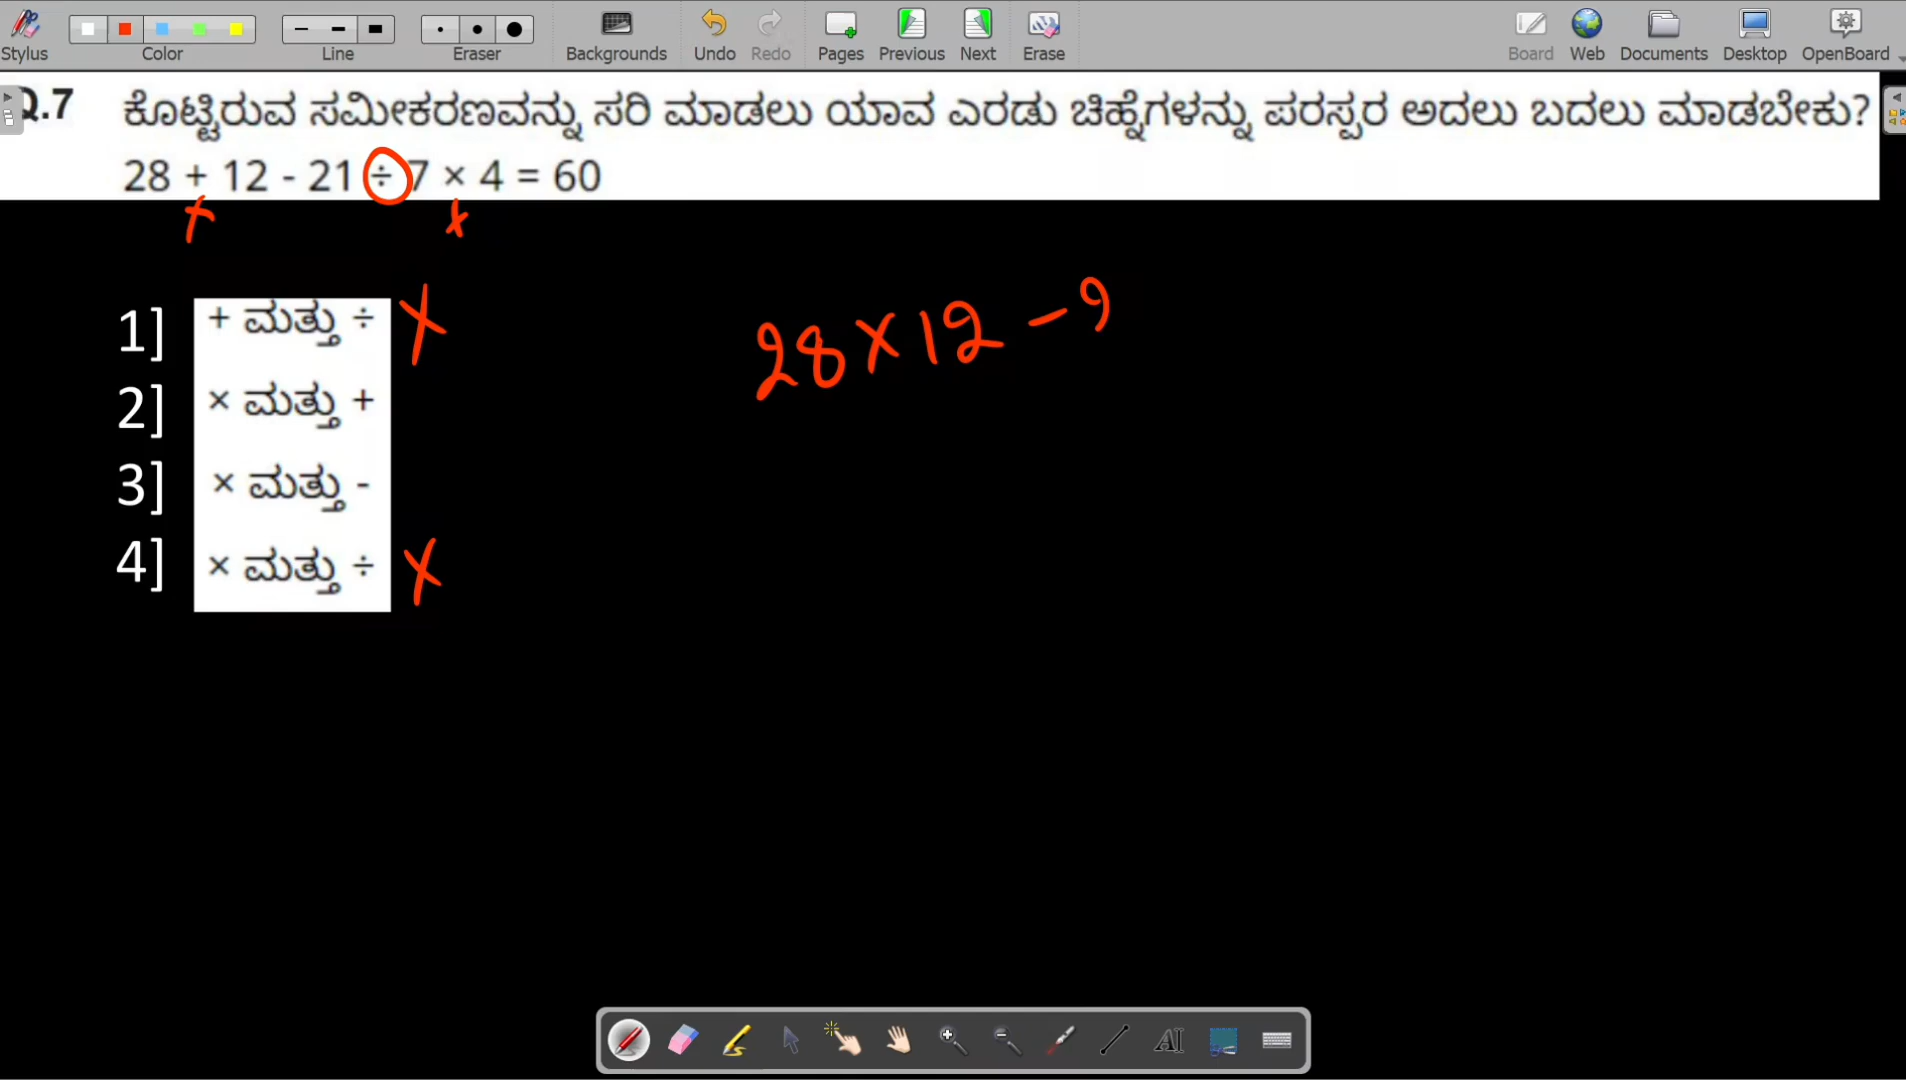 Stylus Color Line Eraser Backgrounds Undo Redo Pages Previous Next Erase Board Web Documents Desktop OpenBoard
Q.7 ಕೊಟ್ಟಿರುವ ಸಮೀಕರಣವನ್ನು ಸರಿ ಮಾಡಲು ಯಾವ ಎರಡು ಚಿಹ್ನೆಗಳನ್ನು ಪರಸ್ಪರ ಅದಲು ಬದಲು ಮಾಡಬೇಕು?
28 + 12 - 21 ÷ 7 × 4 = 60
+ ×
1] + ಮತ್ತು ÷ X
28 X 12 - 9
2] × ಮತ್ತು +
3] × ಮತ್ತು -
4] × ಮತ್ತು ÷ X